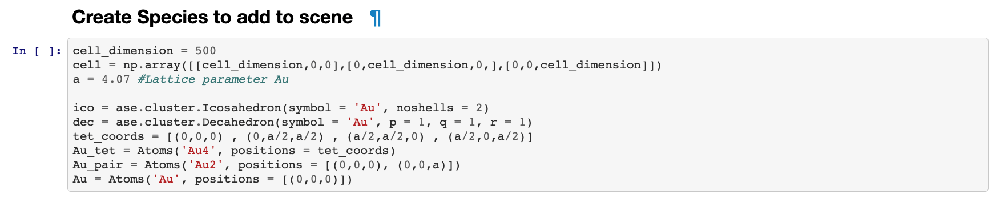 Create Species to add to scene ¶
In [ ]:
cell_dimension = 500
cell = np.array([[cell_dimension,0,0],[0,cell_dimension,0,],[0,0,cell_dimension]])
a = 4.07 #Lattice parameter Au
ico = ase.cluster.Icosahedron(symbol = 'Au', noshells = 2)
dec = ase.cluster.Decahedron(symbol = 'Au', p = 1, q = 1, r = 1)
tet_coords = [(0,0,0) , (0,a/2,a/2) , (a/2,a/2,0) , (a/2,0,a/2)]
Au_tet = Atoms('Au4', positions = tet_coords)
Au_pair = Atoms('Au2', positions = [(0,0,0), (0,0,a)])
Au = Atoms('Au', positions = [(0,0,0)])